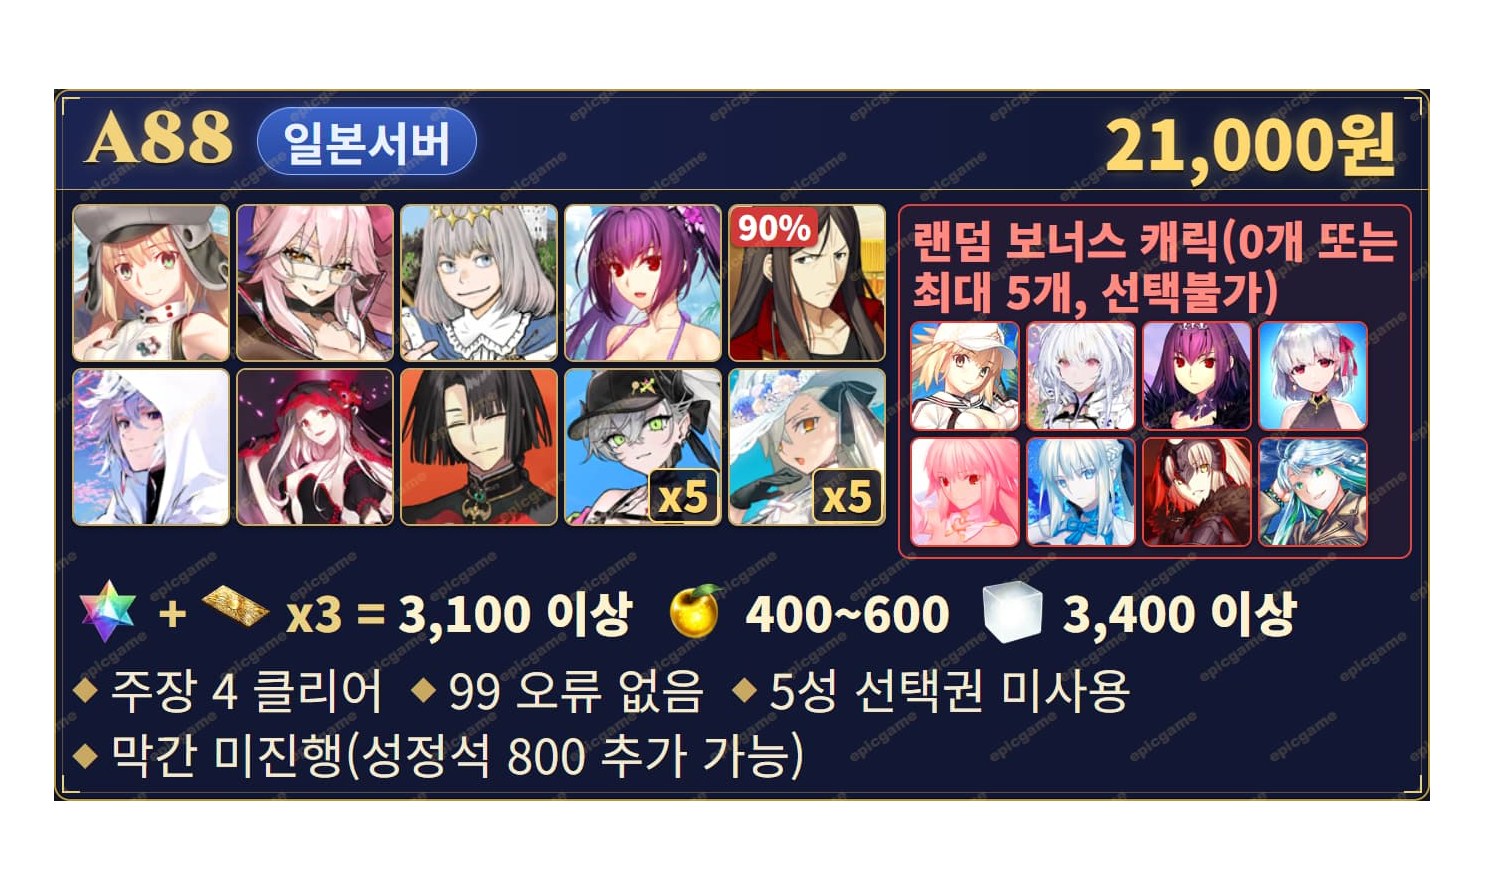 A88 일본서버 21,000원
90%
랜덤 보너스 캐릭(0개 또는
최대 5개, 선택불가)
x5 x5
+ x3 = 3,100 이상 400~600 3,400 이상
◆ 주장 4 클리어 ◆ 99 오류 없음 ◆ 5성 선택권 미사용
◆ 막간 미진행(성정석 800 추가 가능)
epicgame